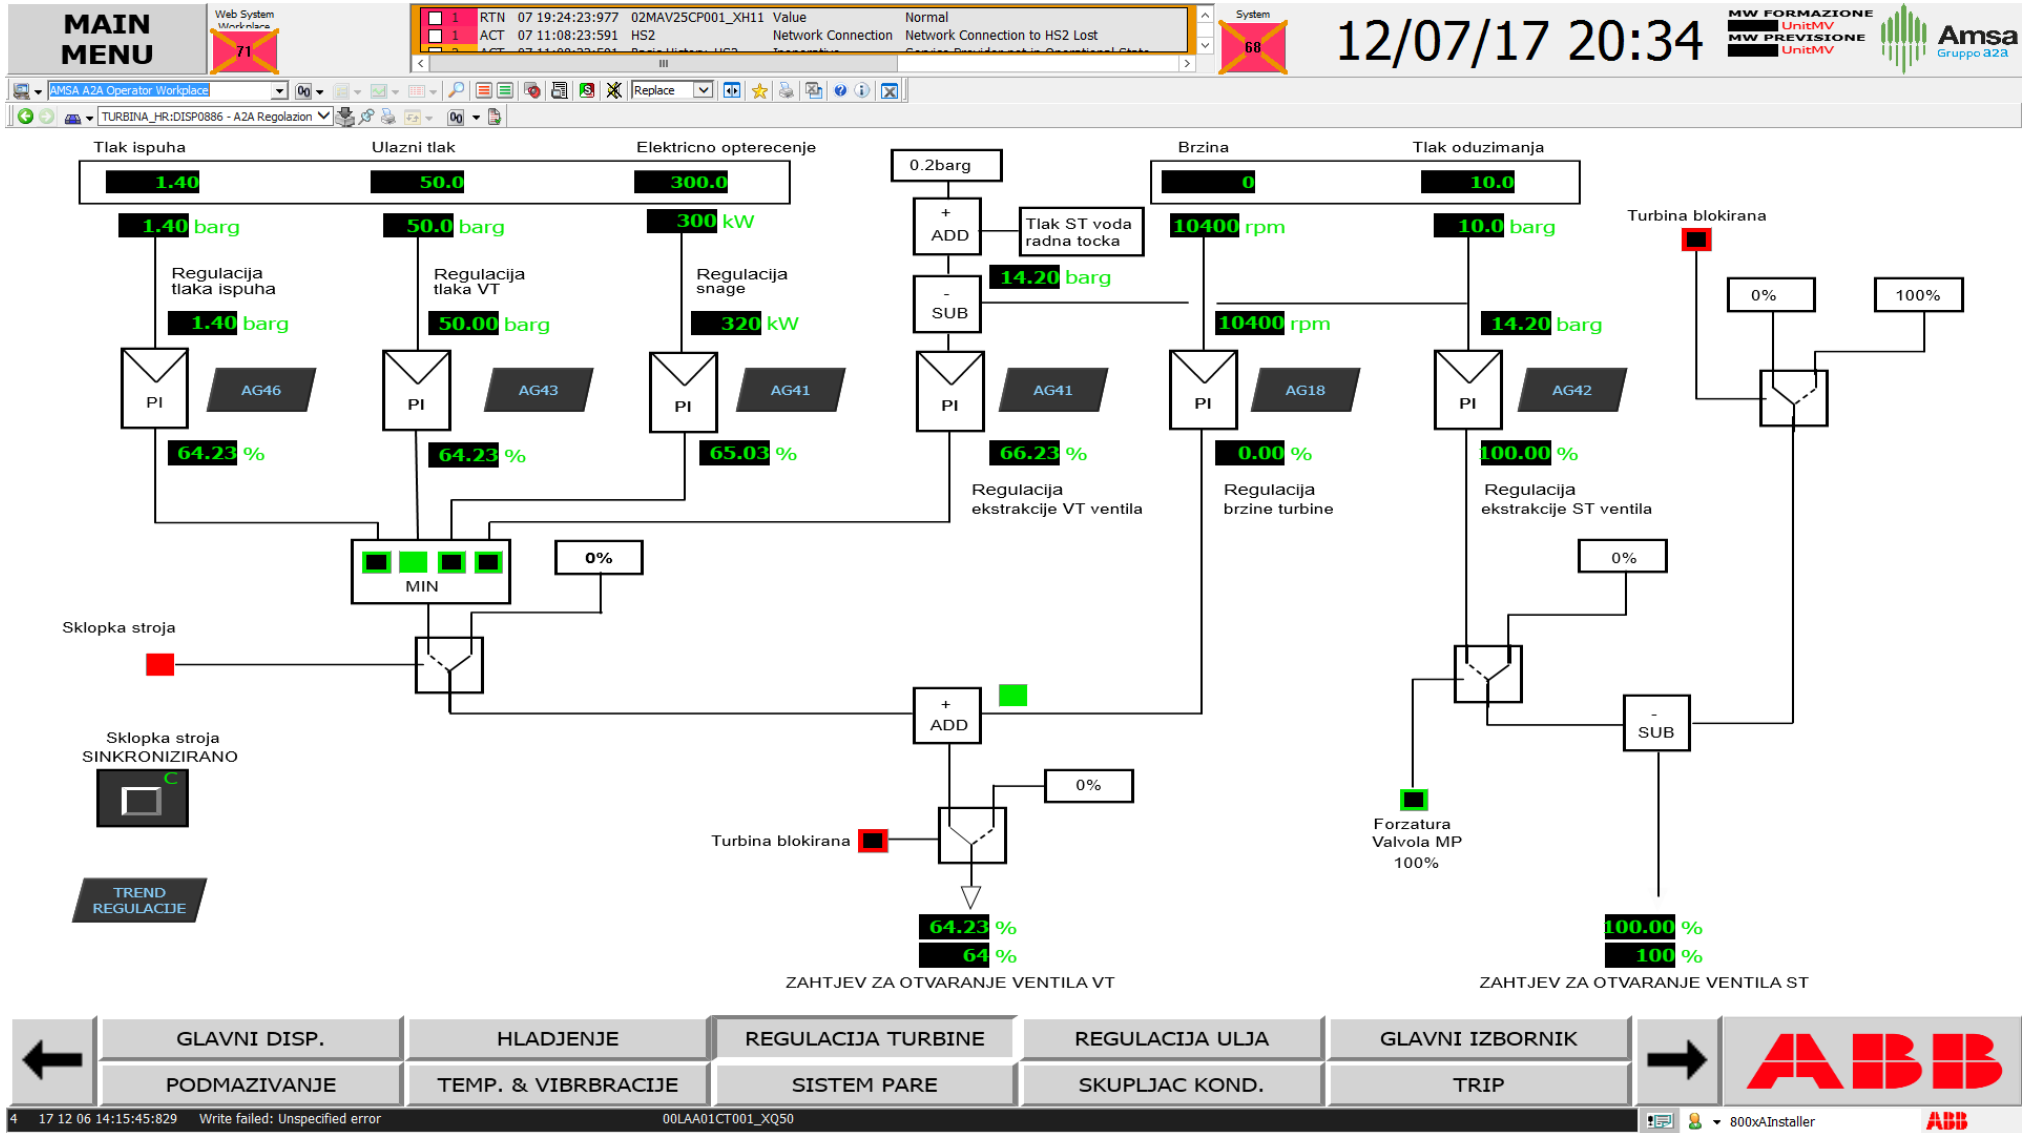 MAIN
MENU
Web System
Workplace
71
1 RTN 07 19:24:23:977 02MAV25CP001_XH11 Value Normal
1 ACT 07 11:08:23:591 HS2 Network Connection Network Connection to HS2 Lost
System
68
12/07/17 20:34
MW FORMAZIONE
UnitMV
MW PREVISIONE
UnitMV
Amsa
Gruppo a2a
AMSA A2A Operator Workplace
Replace
TURBINA_HR:DISP0886 - A2A Regolazion
Tlak ispuha
Ulazni tlak
Elektricno opterecenje
0.2barg
Brzina
Tlak oduzimanja
1.40
50.0
300.0
0
10.0
1.40 barg
50.0 barg
300 kW
+
ADD
Tlak ST voda
radna tocka
10400 rpm
10.0 barg
Turbina blokirana
Regulacija
tlaka ispuha
Regulacija
tlaka VT
Regulacija
snage
14.20 barg
-
SUB
0%
100%
1.40 barg
50.00 barg
320 kW
10400 rpm
14.20 barg
PI
AG46
PI
AG43
PI
AG41
PI
AG41
PI
AG18
PI
AG42
64.23 %
64.23 %
65.03 %
66.23 %
0.00 %
100.00 %
Regulacija
ekstrakcije VT ventila
Regulacija
brzine turbine
Regulacija
ekstrakcije ST ventila
MIN
0%
0%
Sklopka stroja
+
ADD
-
SUB
Sklopka stroja
SINKRONIZIRANO
C
0%
Turbina blokirana
Forzatura
Valvola MP
100%
TREND
REGULACIJE
64.23 %
64 %
ZAHTJEV ZA OTVARANJE VENTILA VT
100.00 %
100 %
ZAHTJEV ZA OTVARANJE VENTILA ST
GLAVNI DISP.
HLADJENJE
REGULACIJA TURBINE
REGULACIJA ULJA
GLAVNI IZBORNIK
PODMAZIVANJE
TEMP. & VIBRBRACIJE
SISTEM PARE
SKUPLJAC KOND.
TRIP
ABB
4 17 12 06 14:15:45:829 Write failed: Unspecified error 00LAA01CT001_XQ50
800xAInstaller
ABB